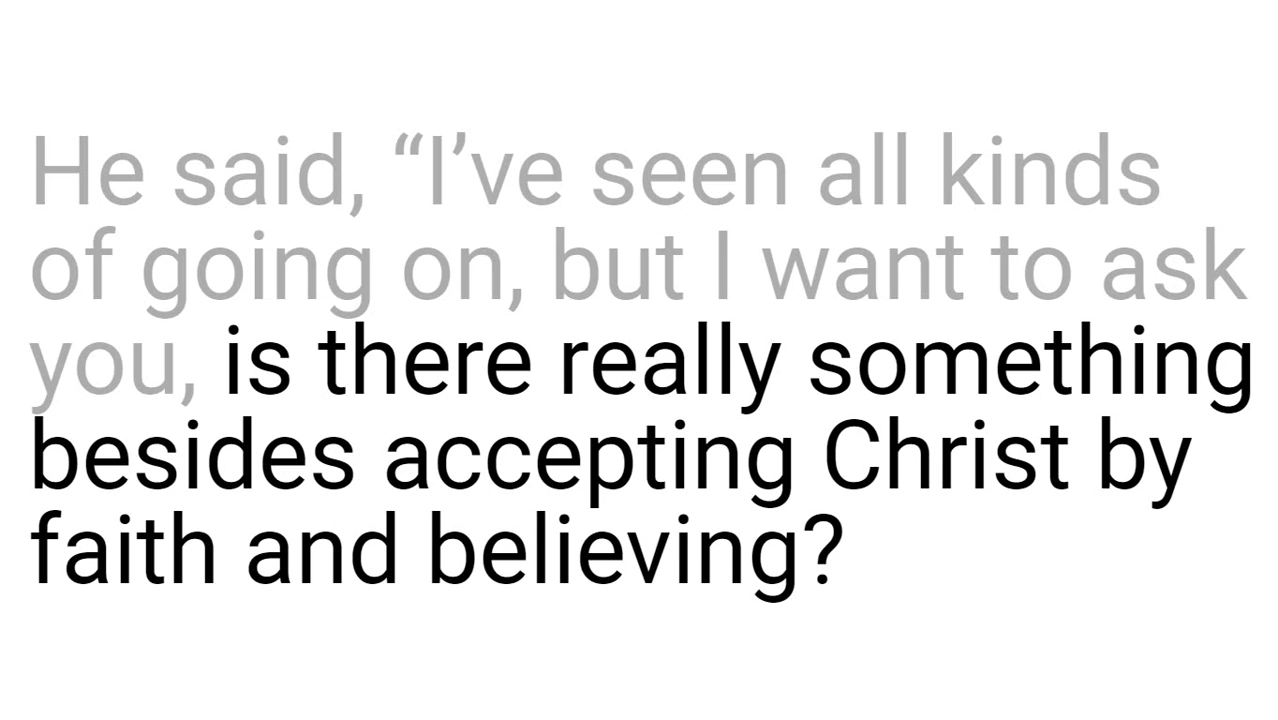 He said, “I’ve seen all kinds
of going on, but I want to ask
you, is there really something
besides accepting Christ by
faith and believing?